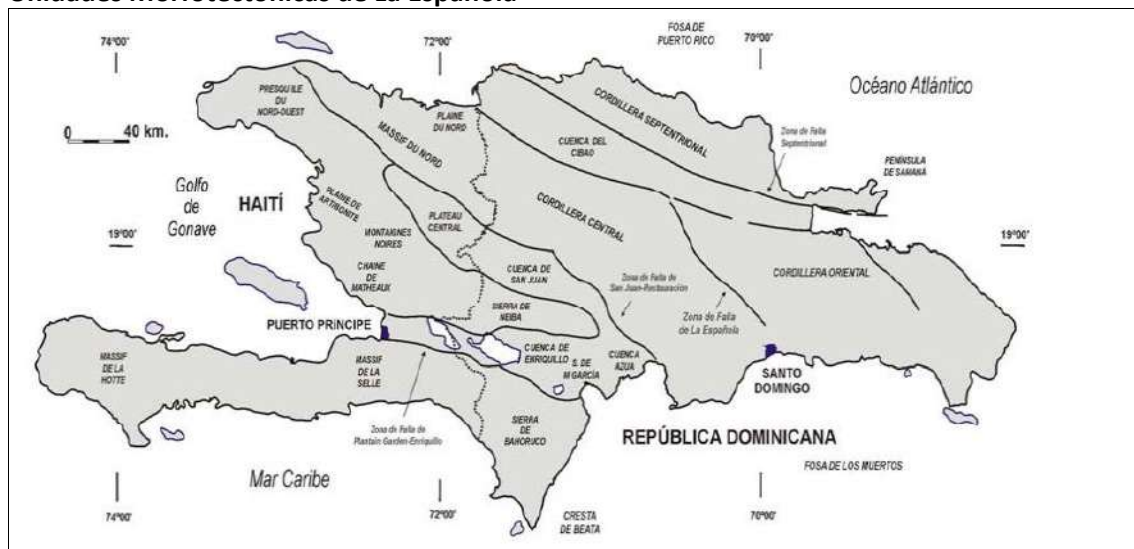 Unidades morfotectónicas de La Española
74°00'
72°00'
FOSA DE
PUERTO RICO
70°00'
Océano Atlántico
PRESQUILE
DU
NORD-OUEST
0 40 km.
MASSIF DU NORD
PLAINE
DU NORD
CORDILLERA SEPTENTRIONAL
CUENCA DEL
CIBAO
Zona de Falla
Septentrional
PENÍNSULA
DE SAMANÁ
Golfo
de
Gonave
HAITÍ
PLAINE DE
ARTIBONITE
PLATEAU
CENTRAL
MONTAIGNES
NOIRES
CORDILLERA CENTRAL
19°00'
19°00'
CHAINE
DE
MATHEAUX
CUENCA DE
SAN JUAN
Zona de Falla de
San Juan-Restauración
CORDILLERA ORIENTAL
SIERRA DE
NEIBA
Zona de Falla
de La Española
PUERTO PRíNCIPE
MASSIF
DE LA
HOTTE
MASSIF
DE LA
SELLE
CUENCA DE
ENRIQUILLO
S. DE
M GARCÍA
CUENCA
AZUA
SANTO
DOMINGO
Zona de Falla de
Plantain Garden-Enriquillo
SIERRA
DE
BAHORUCO
REPÚBLICA DOMINICANA
FOSA DE LOS MUERTOS
Mar Caribe
74°00'
72°00'
CRESTA
DE BEATA
70°00'